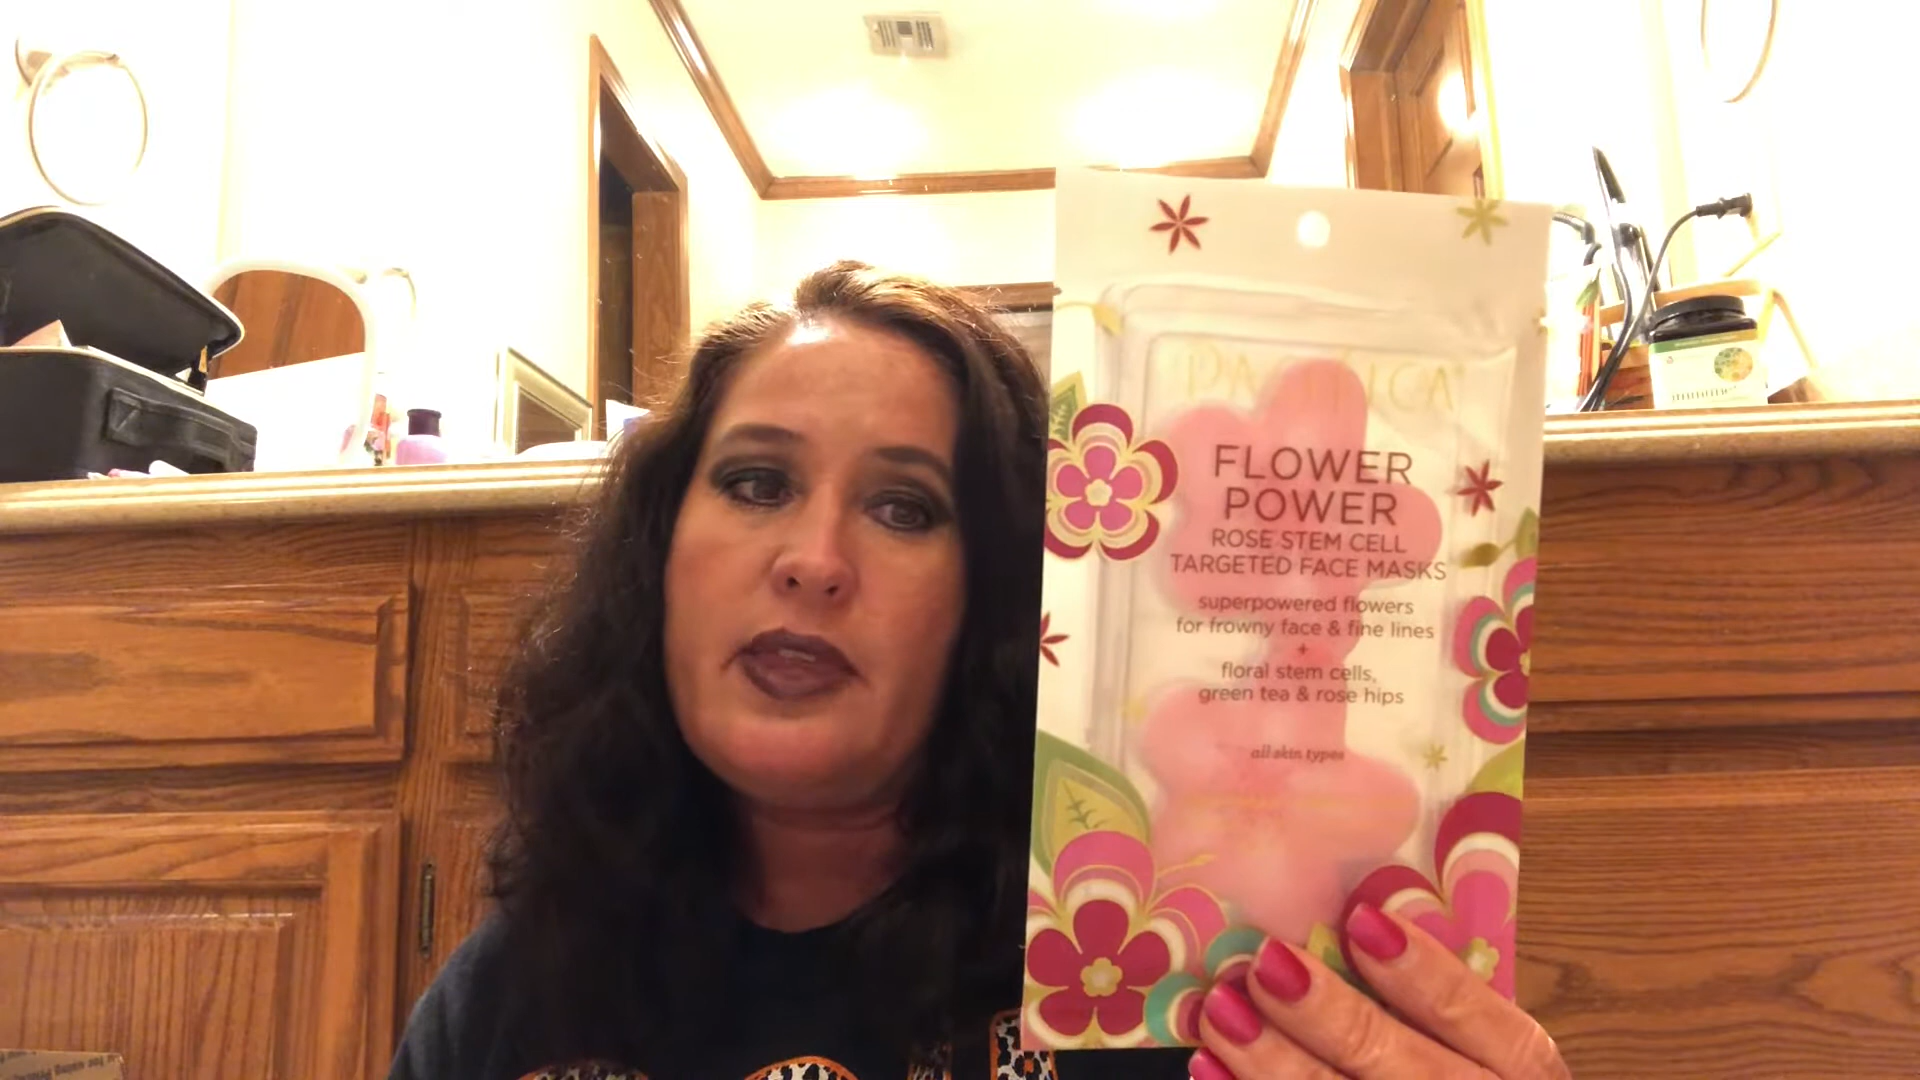 PACIFICA
FLOWER
POWER
ROSE STEM CELL
TARGETED FACE MASKS
superpowered flowers
for frowny face & fine lines
+
floral stem cells,
green tea & rose hips
all skin types